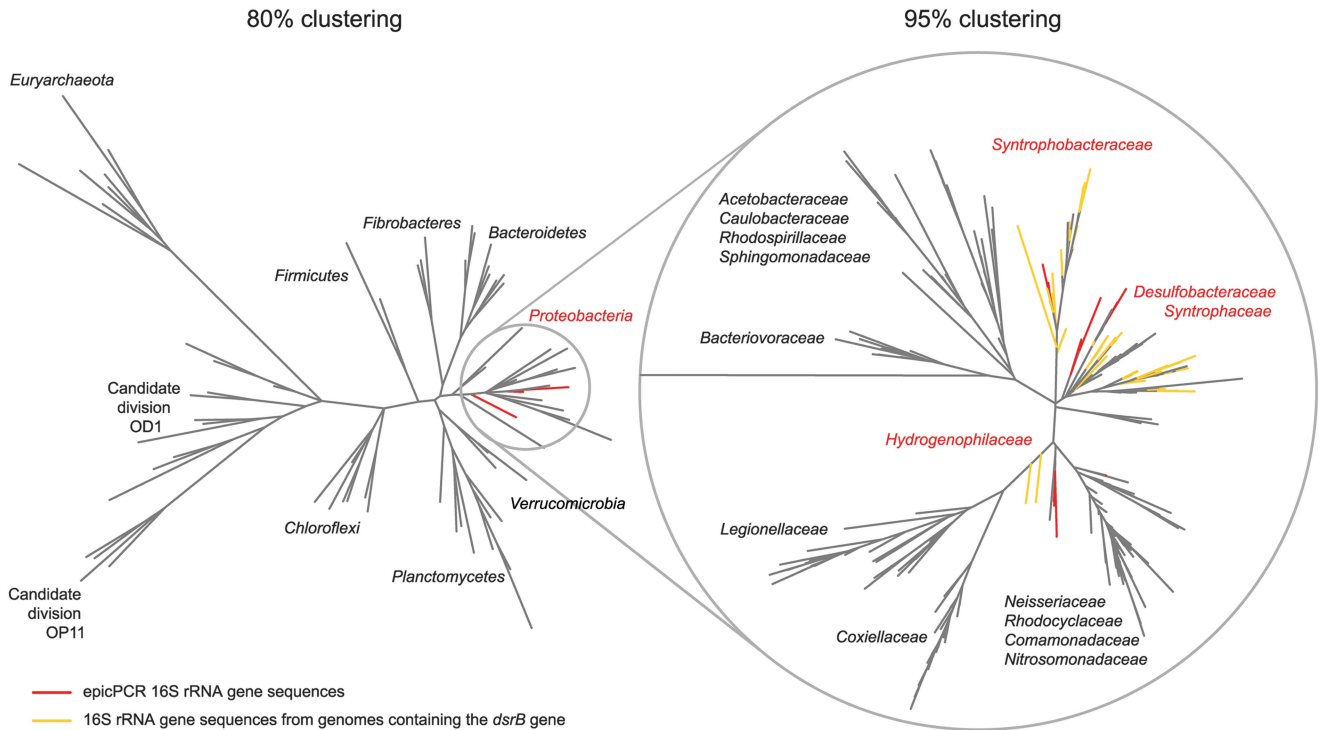 80% clustering
95% clustering
Euryarchaeota
Fibrobacteres
Bacteroidetes
Firmicutes
Proteobacteria
Candidate
division
OD1
Chloroflexi
Verrucomicrobia
Planctomycetes
Candidate
division
OP11
Syntrophobacteraceae
Acetobacteraceae
Caulobacteraceae
Rhodospirillaceae
Sphingomonadaceae
Desulfobacteraceae
Syntrophaceae
Bacteriovoraceae
Hydrogenophilaceae
Legionellaceae
Coxiellaceae
Neisseriaceae
Rhodocyclaceae
Comamonadaceae
Nitrosomonadaceae
epicPCR 16S rRNA gene sequences
16S rRNA gene sequences from genomes containing the dsrB gene